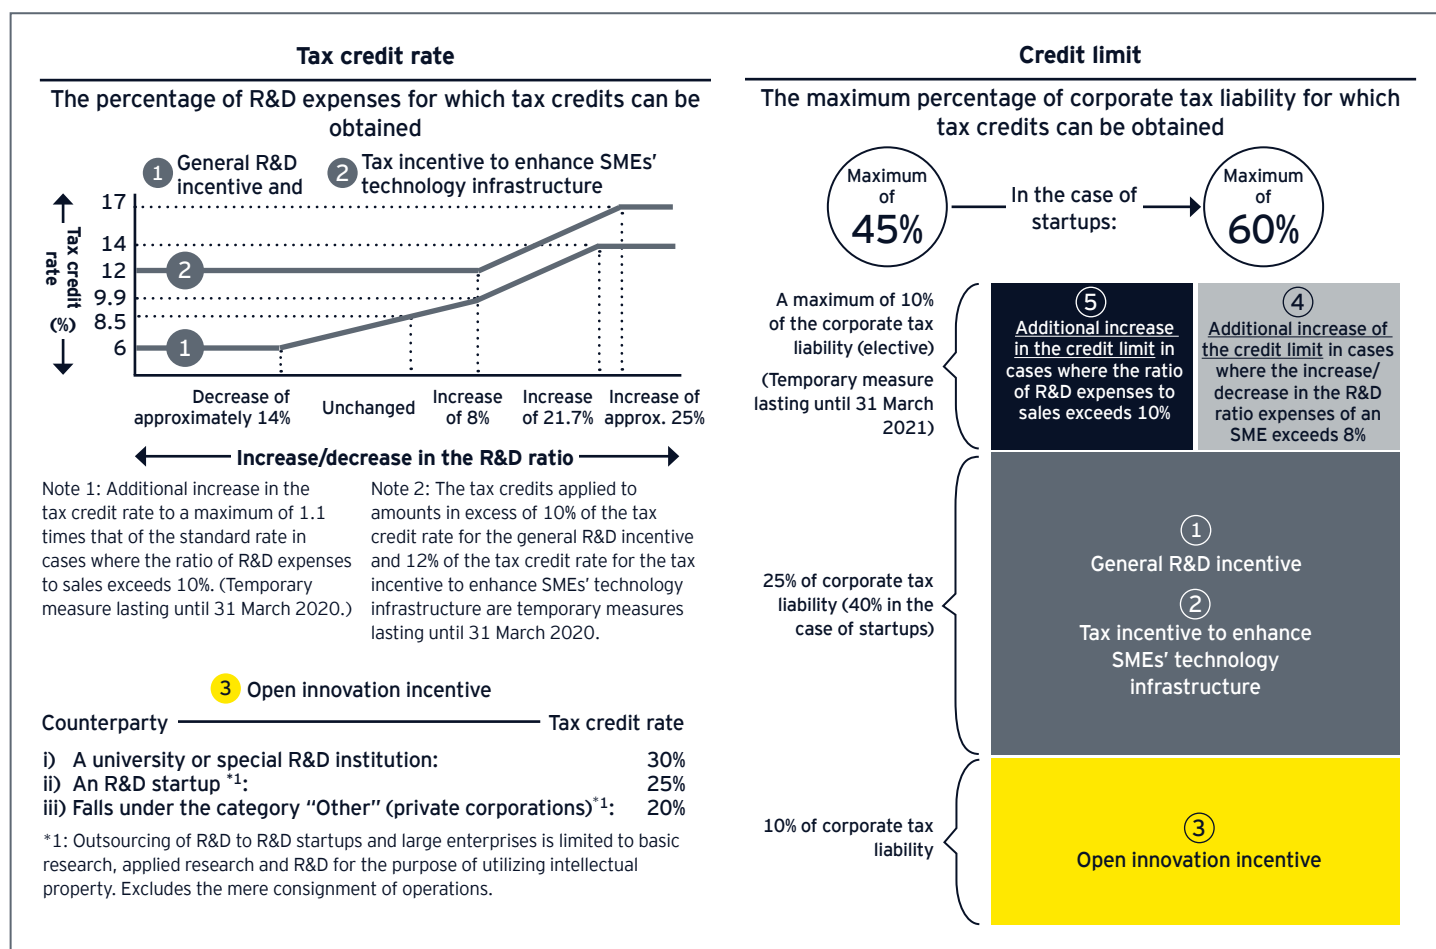 Tax credit rate
The percentage of R&D expenses for which tax credits can be
obtained
1 General R&D
incentive and
2 Tax incentive to enhance SMEs'
technology infrastructure
Tax credit
rate
(%)
17
14
12
9.9
8.5
6
2
1
Decrease of
approximately 14%
Unchanged
Increase
of 8%
Increase
of 21.7%
Increase of
approx. 25%
Increase/decrease in the R&D ratio
Note 1: Additional increase in the
tax credit rate to a maximum of 1.1
times that of the standard rate in
cases where the ratio of R&D expenses
to sales exceeds 10%. (Temporary
measure lasting until 31 March 2020.)
Note 2: The tax credits applied to
amounts in excess of 10% of the tax
credit rate for the general R&D incentive
and 12% of the tax credit rate for the tax
incentive to enhance SMEs' technology
infrastructure are temporary measures
lasting until 31 March 2020.
3 Open innovation incentive
Counterparty Tax credit rate
i) A university or special R&D institution: 30%
ii) An R&D startup *1: 25%
iii) Falls under the category "Other" (private corporations)*1: 20%
*1: Outsourcing of R&D to R&D startups and large enterprises is limited to basic
research, applied research and R&D for the purpose of utilizing intellectual
property. Excludes the mere consignment of operations.
Credit limit
The maximum percentage of corporate tax liability for which
tax credits can be obtained
Maximum
of
45%
In the case of
startups:
Maximum
of
60%
A maximum of 10%
of the corporate tax
liability (elective)
(Temporary measure
lasting until 31 March
2021)
5
Additional increase
in the credit limit in
cases where the ratio
of R&D expenses to
sales exceeds 10%
4
Additional increase of
the credit limit in cases
where the increase/
decrease in the R&D
ratio expenses of an
SME exceeds 8%
25% of corporate tax
liability (40% in the
case of startups)
1
General R&D incentive
2
Tax incentive to enhance
SMEs' technology
infrastructure
10% of corporate tax
liability
3
Open innovation incentive